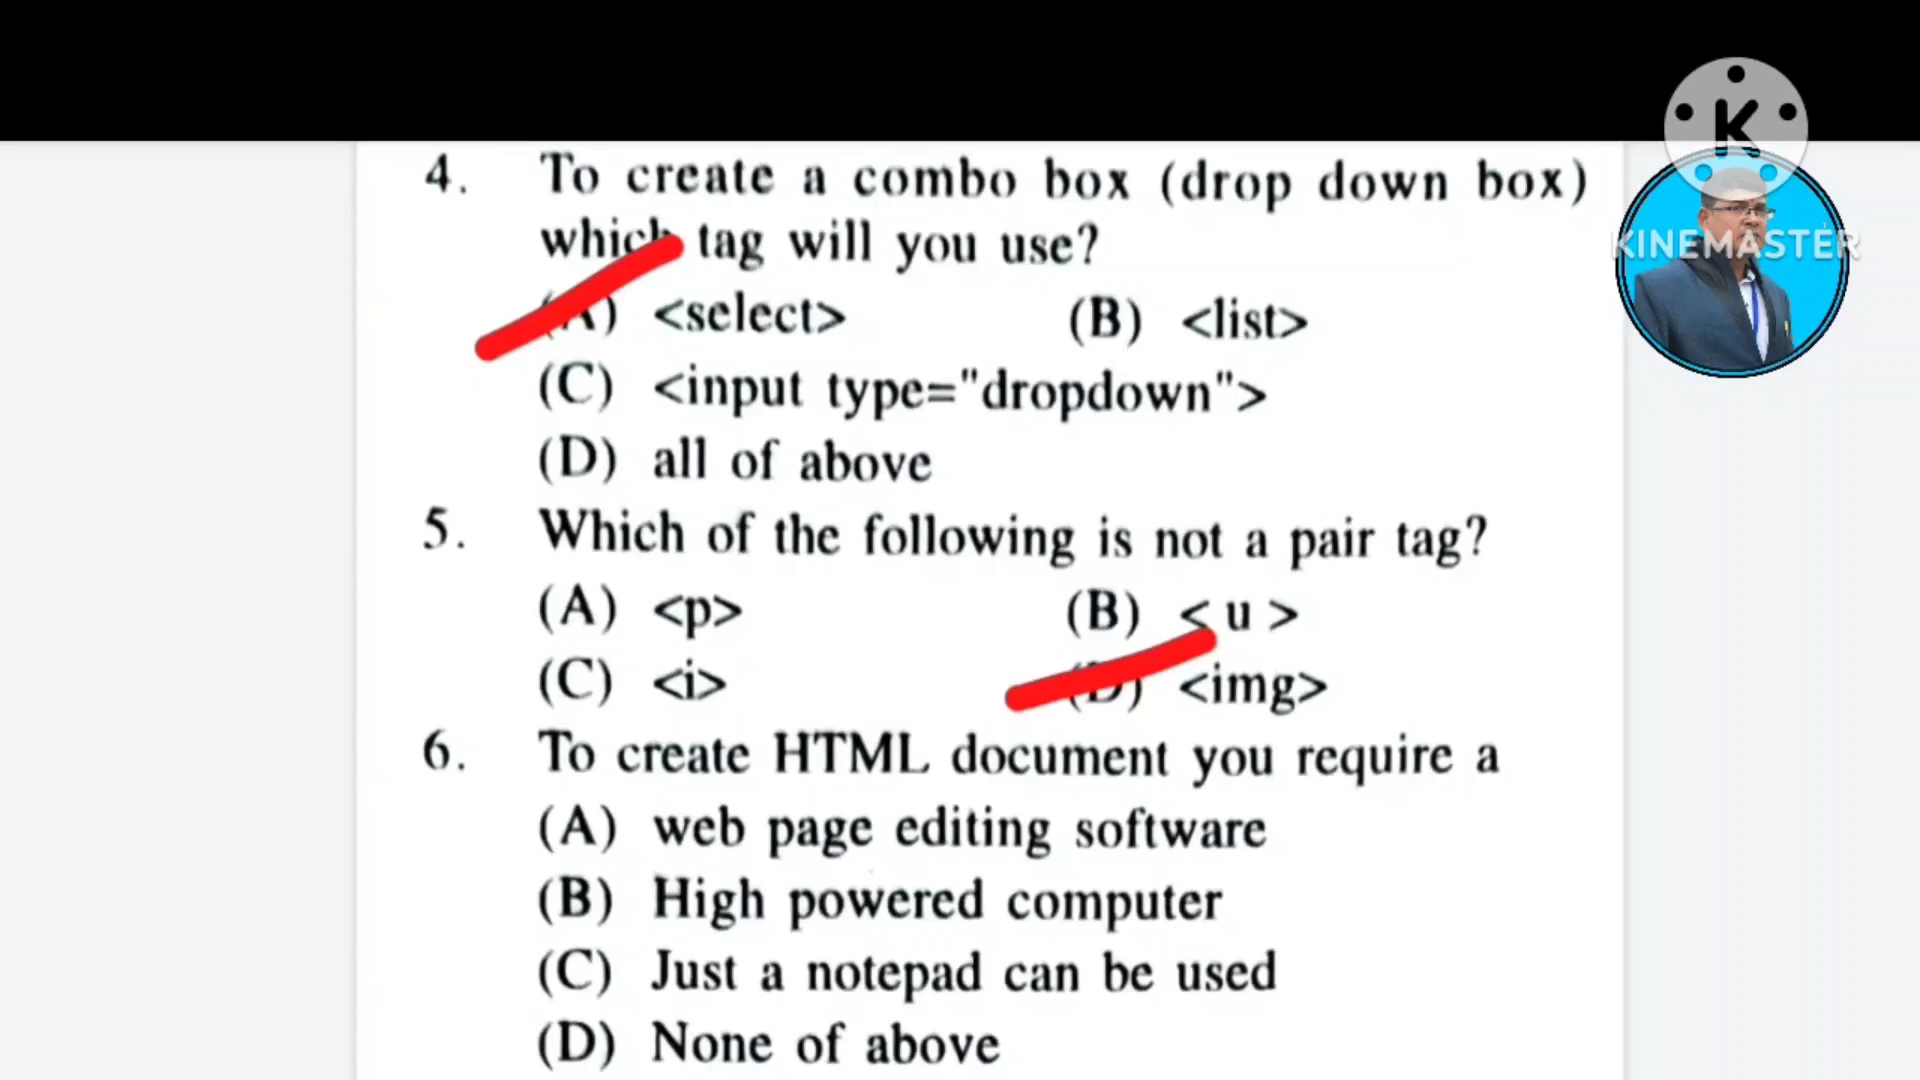 K
KINEMASTER
4. To create a combo box (drop down box)
which tag will you use?
(A) <select> (B) <list>
(C) <input type="dropdown">
(D) all of above
5. Which of the following is not a pair tag?
(A) <p> (B) < u >
(C) <i> (D) <img>
6. To create HTML document you require a
(A) web page editing software
(B) High powered computer
(C) Just a notepad can be used
(D) None of above